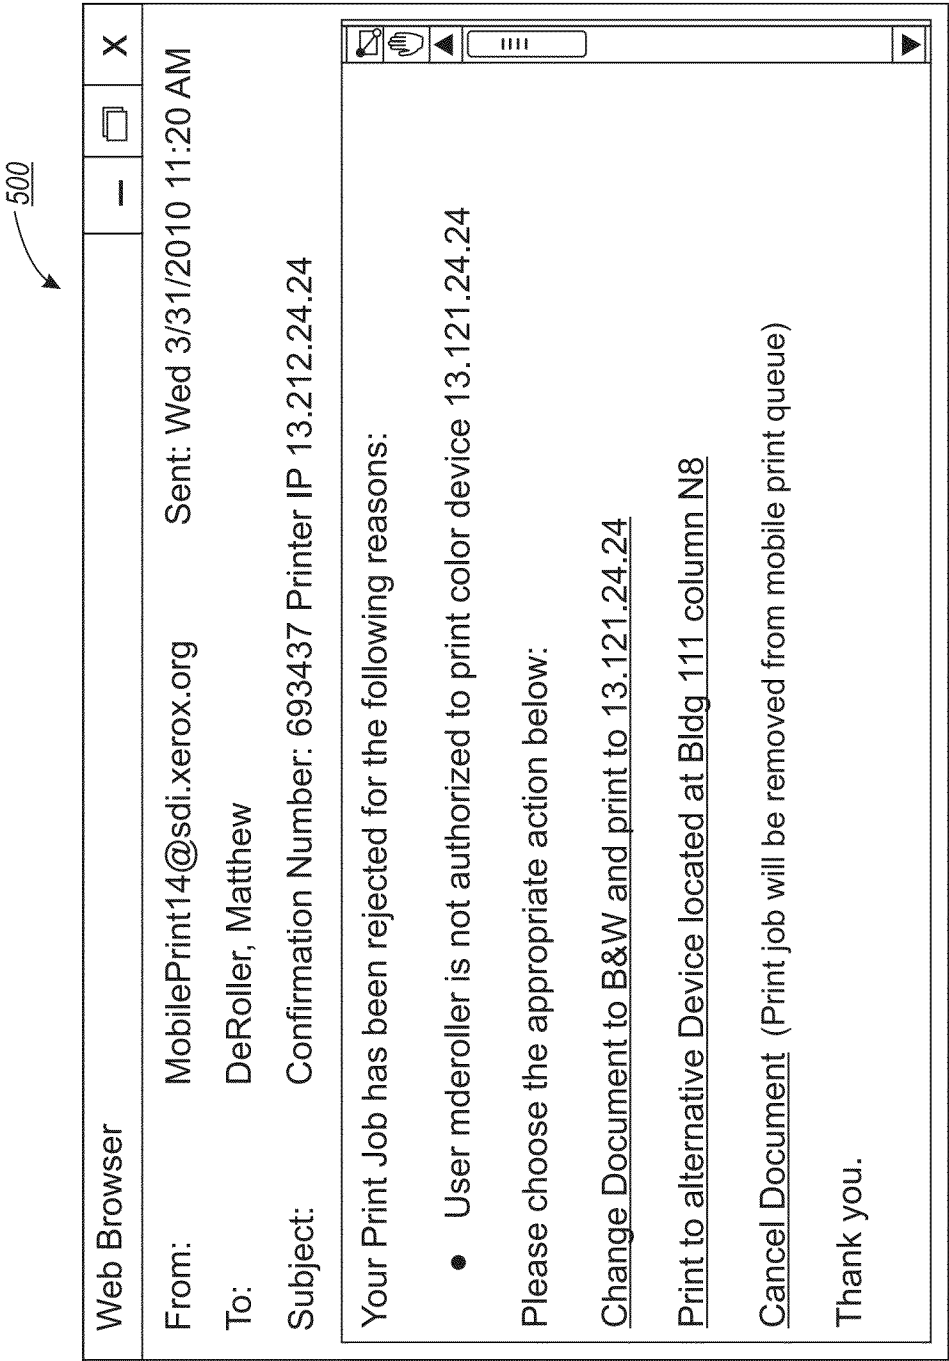 500
Web Browser
From: MobilePrint14@sdi.xerox.org Sent: Wed 3/31/2010 11:20 AM
To: DeRoller, Matthew
Subject: Confirmation Number: 693437 Printer IP 13.212.24.24
Your Print Job has been rejected for the following reasons:
• User mderoller is not authorized to print color device 13.121.24.24
Please choose the appropriate action below:
Change Document to B&W and print to 13.121.24.24
Print to alternative Device located at Bldg 111 column N8
Cancel Document (Print job will be removed from mobile print queue)
Thank you.